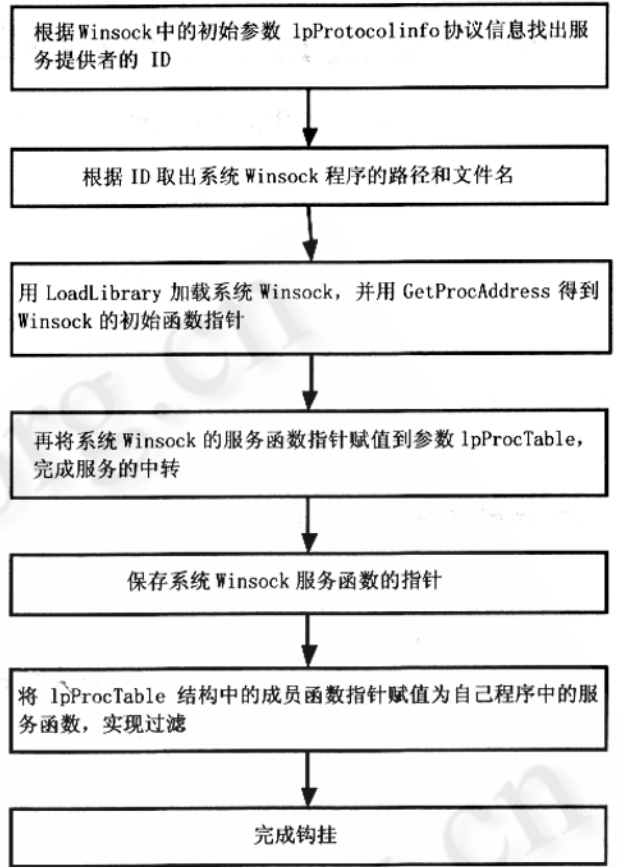 根据Winsock中的初始参数 lpProtocolinfo协议信息找出服
务提供者的 ID
根据 ID 取出系统 Winsock 程序的路径和文件名
用 LoadLibrary 加载系统 Winsock, 并用 GetProcAddress 得到
Winsock 的初始函数指针
再将系统 Winsock 的服务函数指针赋值到参数 lpProcTable,
完成服务的中转
保存系统 Winsock 服务函数的指针
将 lpProcTable 结构中的成员函数指针赋值为自己程序中的服
务函数, 实现过滤
完成钩挂
org.cn
cn